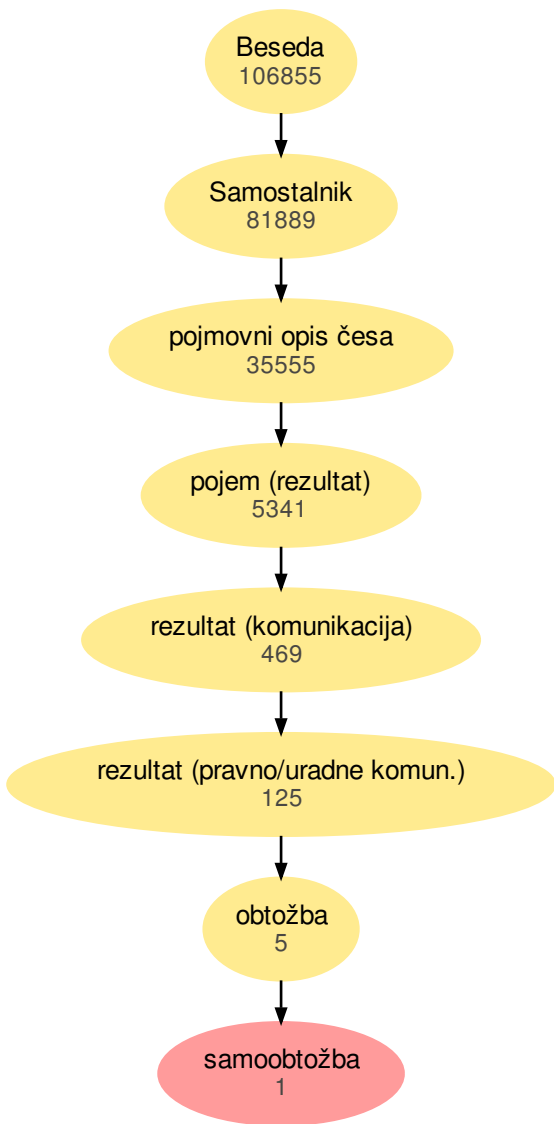 Beseda
106855
Samostalnik
81889
pojmovni opis česa
35555
pojem (rezultat)
5341
rezultat (komunikacija)
469
rezultat (pravno/uradne komun.)
125
obtožba
5
samoobtožba
1